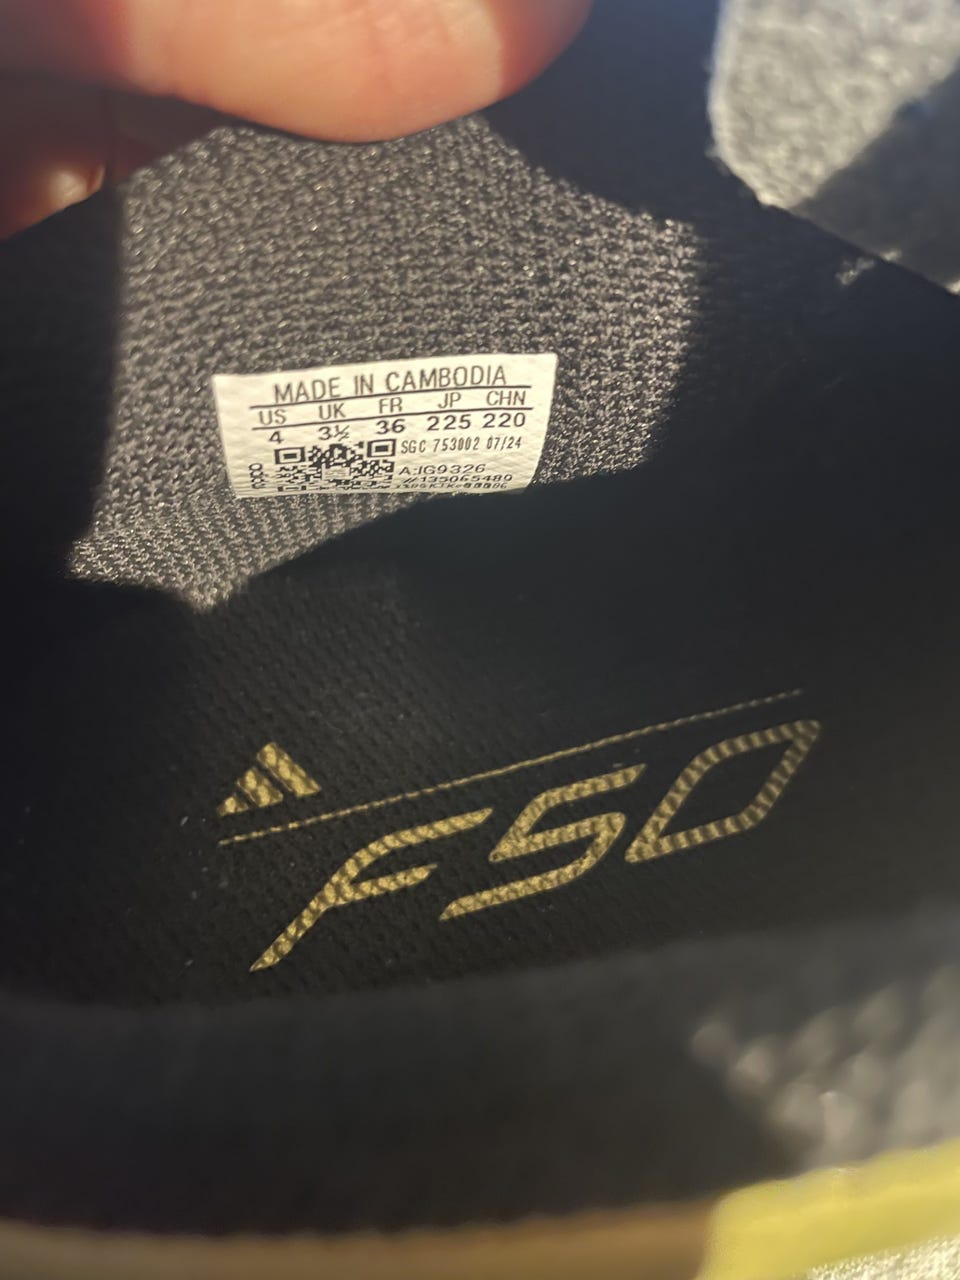 MADE IN CAMBODIA
US UK FR JP CHN
4 3½ 36 225 220
SGC 753002 07/24
A:IG9326
//135065489
F50